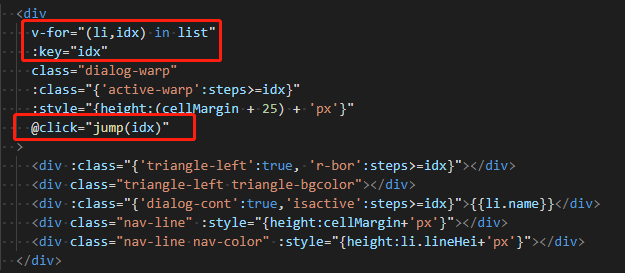 <div
v-for="(li,idx) in list"
:key="idx"
class="dialog-warp"
:class="{'active-warp':steps>=idx}"
:style="{height:(cellMargin + 25) + 'px'}"
@click="jump(idx)"
>
<div :class="{'triangle-left':true, 'r-bor':steps>=idx}"></div>
<div class="triangle-left triangle-bgcolor"></div>
<div :class="{'dialog-cont':true,'isactive':steps>=idx}">{{li.name}}</div>
<div class="nav-line" :style="{height:cellMargin+'px'}"></div>
<div class="nav-line nav-color" :style="{height:li.lineHei+'px'}"></div>
</div>